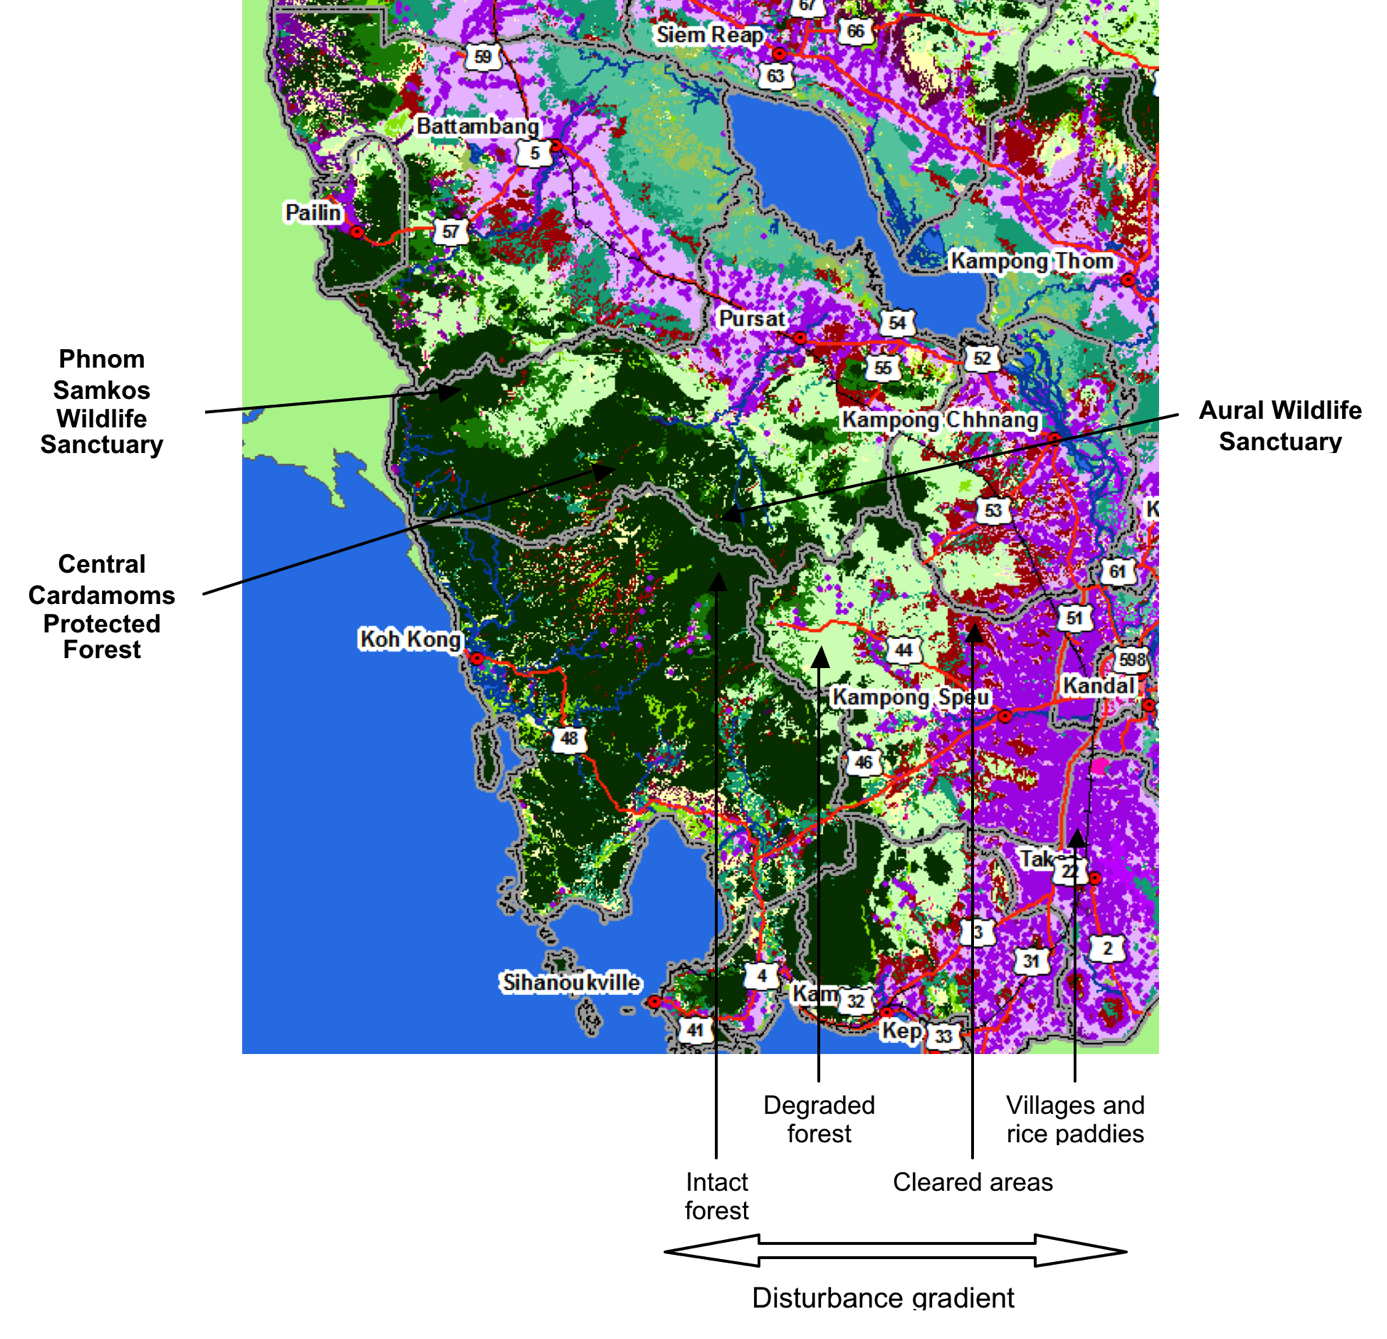 67
Siem Reap
66
59
63
Battambang
5
Pailin
57
Kampong Thom
Pursat
54
52
55
Phnom
Samkos
Wildlife
Sanctuary
Aural Wildlife
Sanctuary
Kampong Chhnang
53
K
Central
Cardamoms
Protected
Forest
61
51
Koh Kong
44
598
Kandal
Kampong Speu
48
46
Tak
22
3
31
2
Sihanoukville
4
Kam
32
41
Kep
33
Degraded
forest
Villages and
rice paddies
Intact
forest
Cleared areas
Disturbance gradient